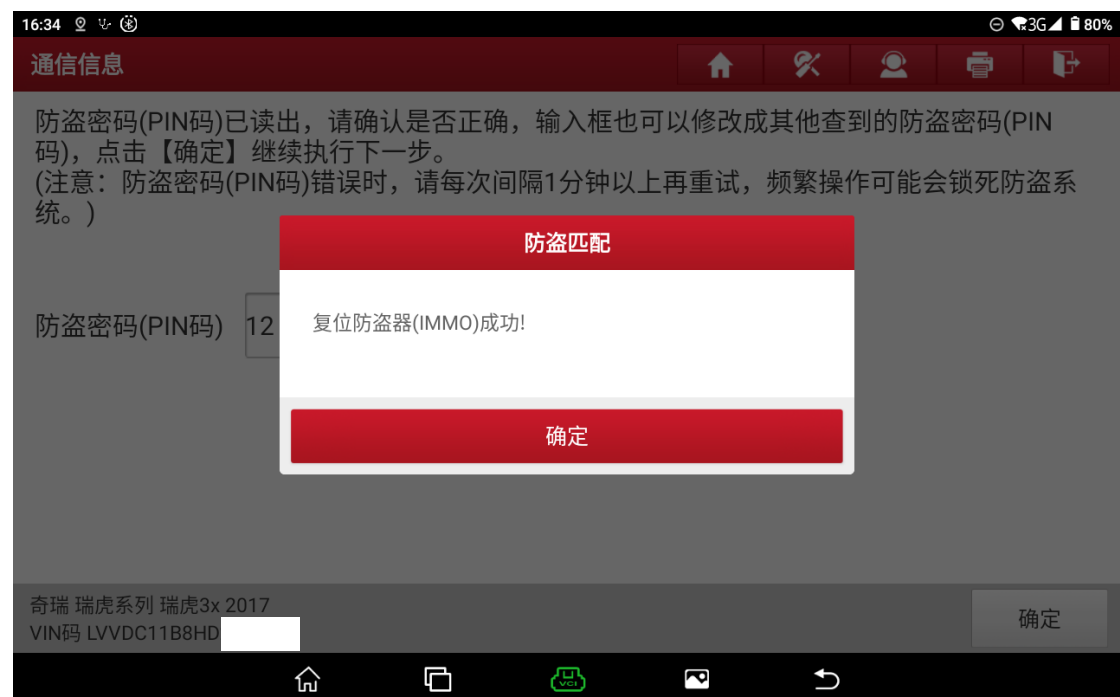 16:34
3G 80%
通信信息
防盗密码(PIN码)已读出，请确认是否正确，输入框也可以修改成其他查到的防盗密码(PIN
码)，点击【确定】继续执行下一步。
(注意：防盗密码(PIN码)错误时，请每次间隔1分钟以上再重试，频繁操作可能会锁死防盗系
统。)
防盗匹配
防盗密码(PIN码) 12
复位防盗器(IMMO)成功!
确定
奇瑞 瑞虎系列 瑞虎3x 2017
VIN码 LVVDC11B8HD
确定
VCI